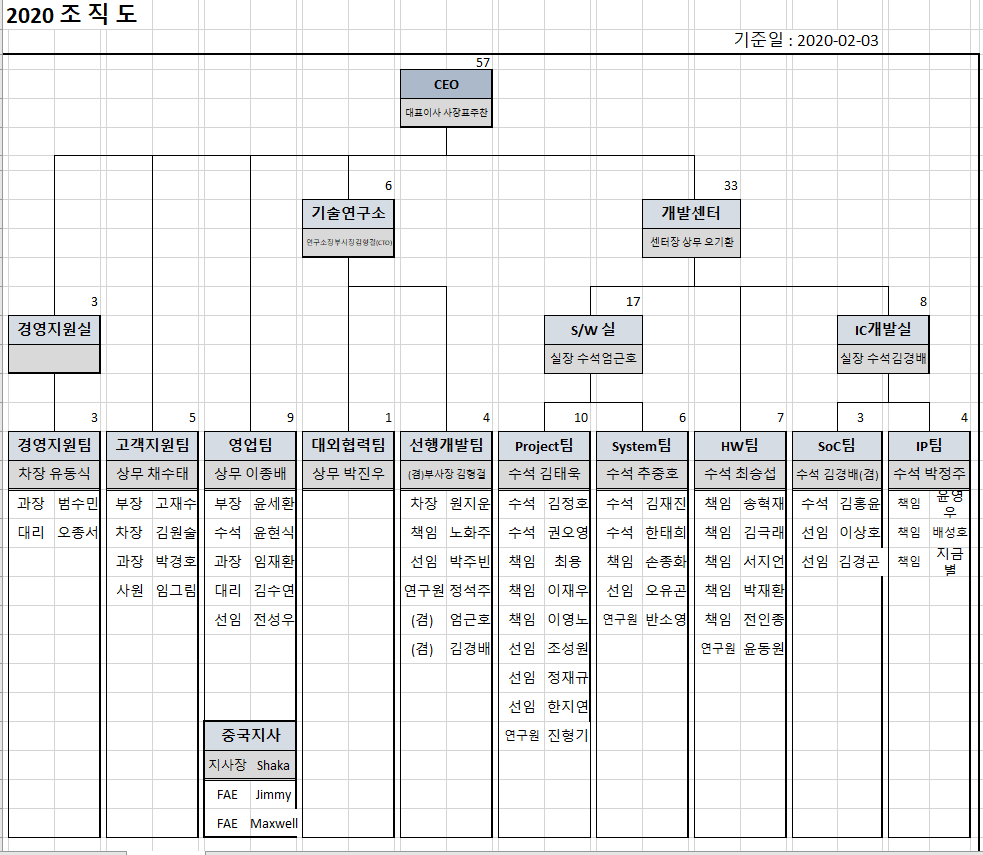 2020 조 직 도
기준일 : 2020-02-03
57
CEO
대표이사 사장표주찬
6
33
기술연구소
개발센터
연구소장부사장김형걸(CTO)
센터장 상무 오기환
3
17
8
경영지원실
S/W 실
IC개발실
실장 수석엄근호
실장 수석김경배
3 5 9 1 4 10 6 7 3 4
경영지원팀 고객지원팀 영업팀 대외협력팀 선행개발팀 Project팀 System팀 HW팀 SoC팀 IP팀
차장 유동식 상무 채수태 상무 이종배 상무 박진우 (겸)부사장 김형걸 수석 김태욱 수석 추중호 수석 최승섭 수석 김경배(겸) 수석 박정주
과장 범수민 부장 고재수 부장 윤세환 차장 원지운 수석 김정호 수석 김재진 책임 송혁재 수석 김홍윤 책임 윤영우
대리 오종서 차장 김원술 수석 윤현식 책임 노화주 수석 권오영 수석 한태희 책임 김극래 선임 이상호 책임 배성호
과장 박경호 과장 임재환 선임 박주빈 책임 최용 책임 손종화 책임 서지언 선임 김경곤 책임 지금별
사원 임그림 대리 김수연 연구원 정석주 책임 이재우 선임 오유곤 책임 박재환
선임 전성우 (겸) 엄근호 책임 이영노 연구원 반소영 책임 전인종
(겸) 김경배 선임 조성원 연구원 윤동원
선임 정재규
선임 한지연
중국지사 연구원 진형기
지사장 Shaka
FAE Jimmy
FAE Maxwell